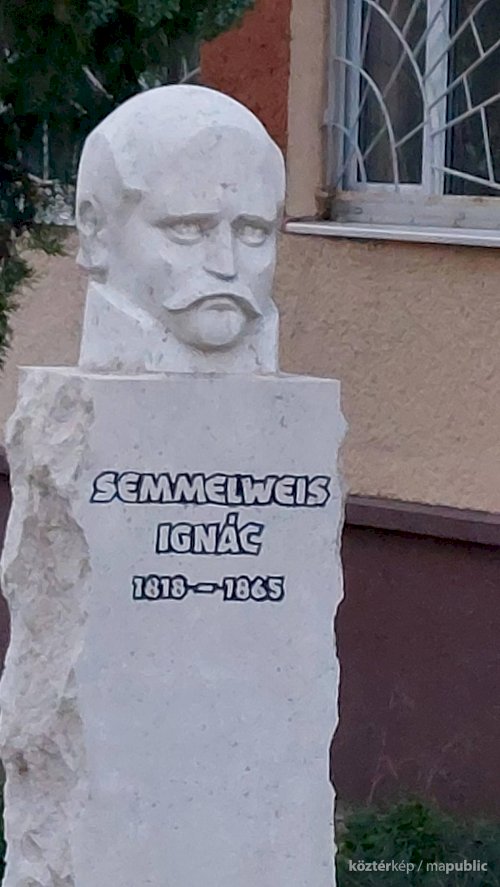 SEMMELWEIS
IGNÁC
1818 – 1865
köztérkép / mapublic